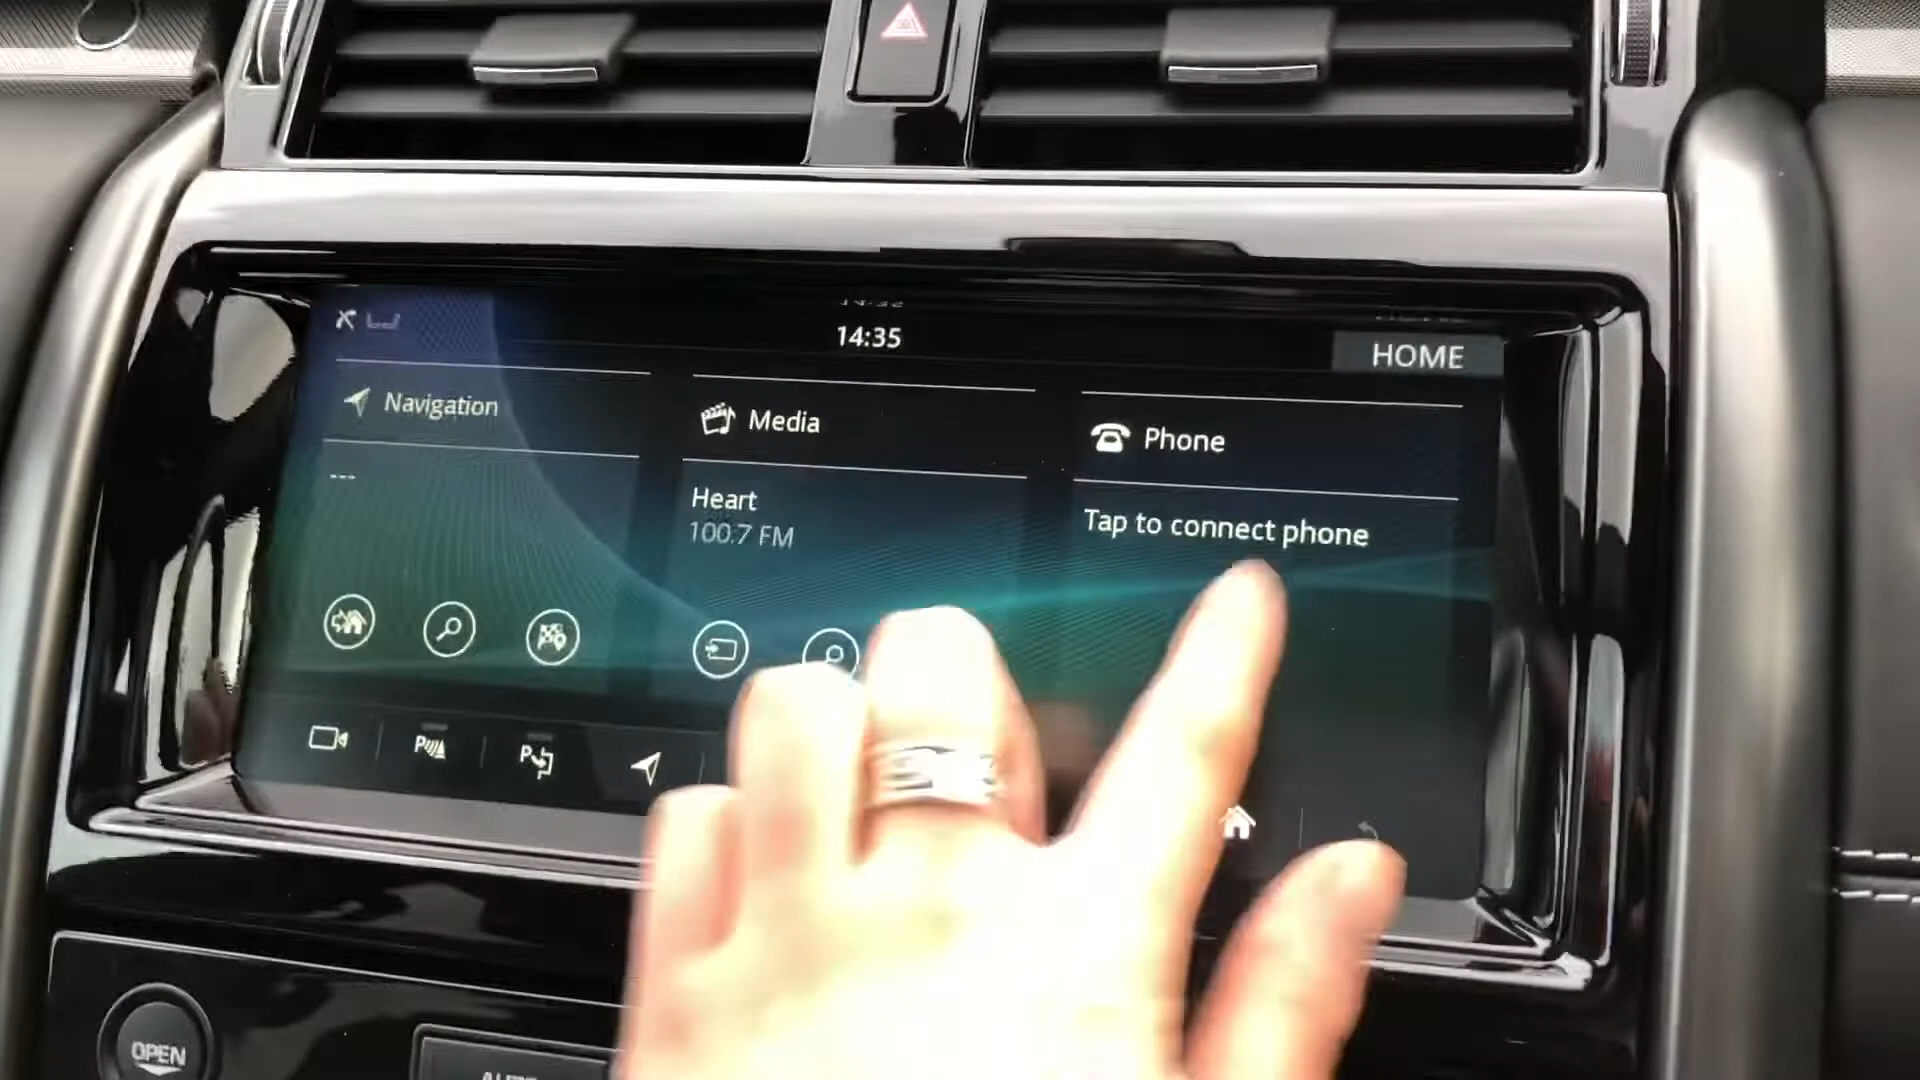 14:35
HOME
Navigation
Media
Phone
---
Heart
100.7 FM
Tap to connect phone
P
P
OPEN